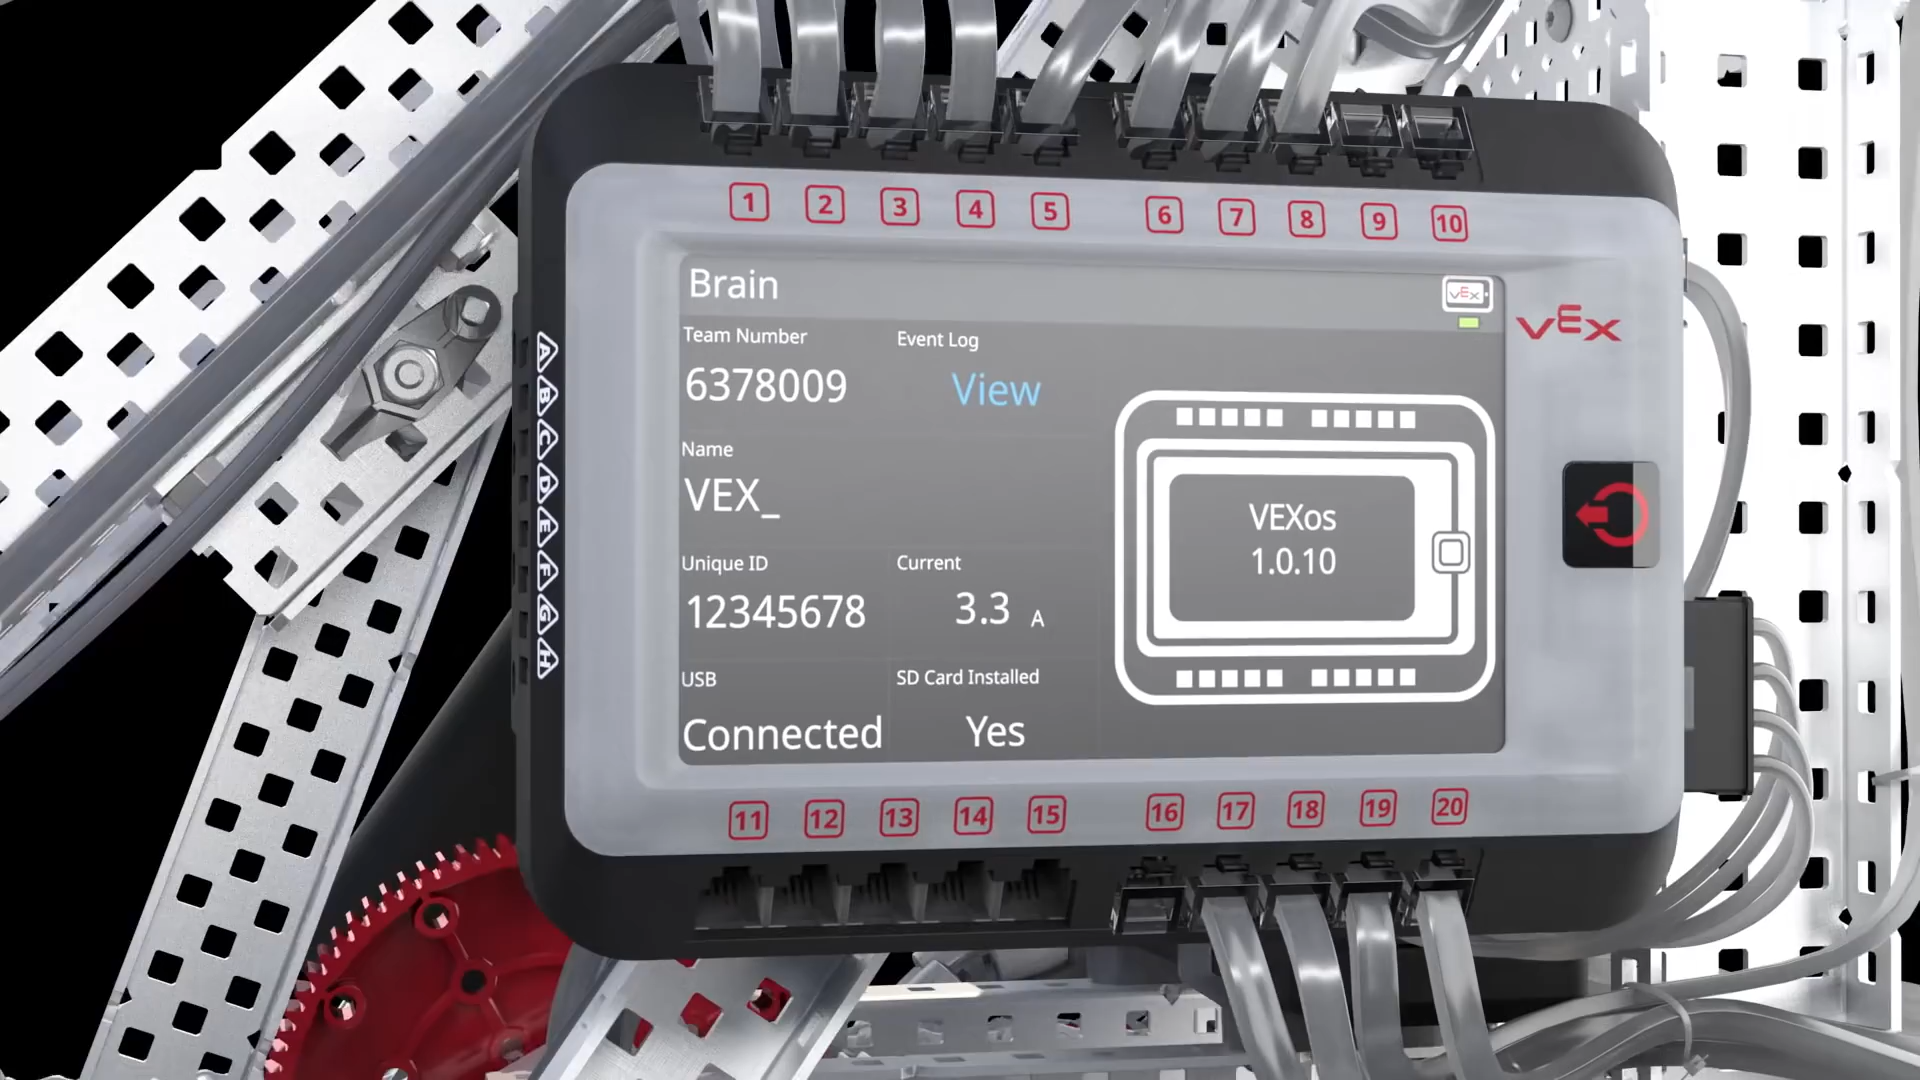 1 2 3 4 5 6 7 8 9 10
Brain
VEX
Team Number
Event Log
6378009
View
VEX
Name
VEX_
VEXos
1.0.10
Unique ID
Current
12345678
3.3 A
USB
SD Card Installed
Connected
Yes
A
B
C
D
E
F
G
H
11 12 13 14 15 16 17 18 19 20